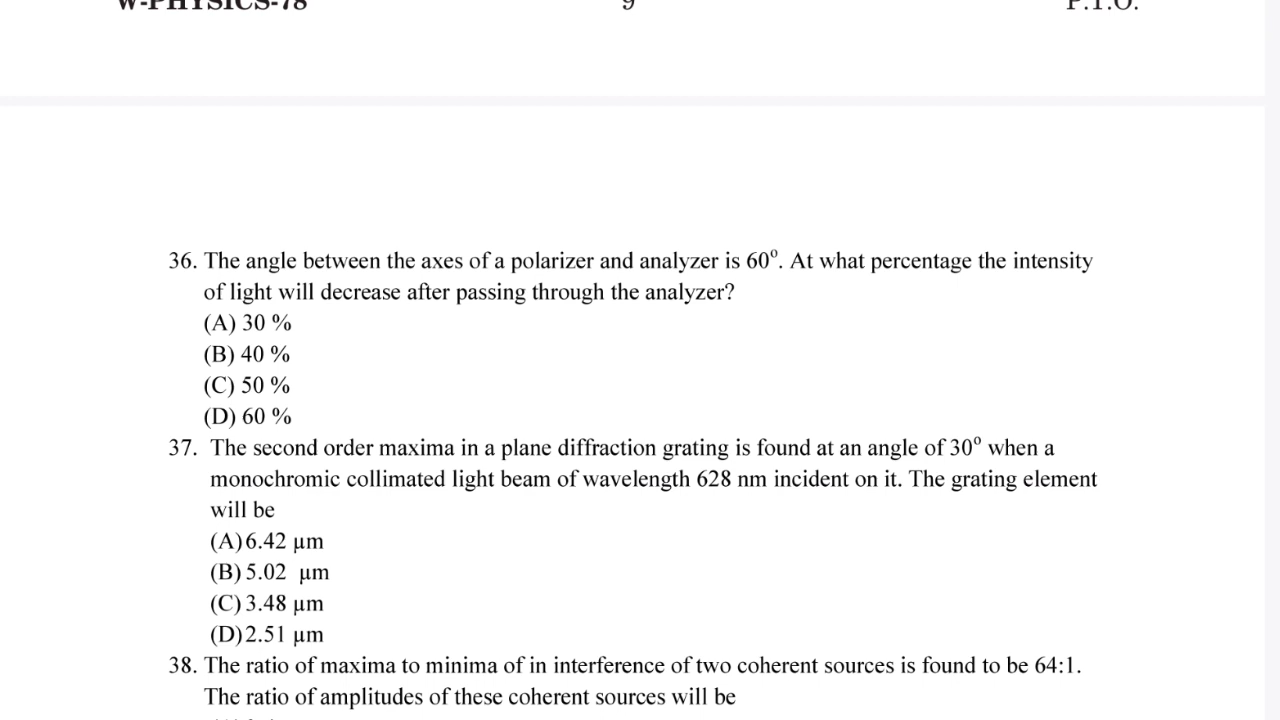 W-PHYSICS-78 9 P.T.O.
36. The angle between the axes of a polarizer and analyzer is 60⁰. At what percentage the intensity
of light will decrease after passing through the analyzer?
(A) 30 %
(B) 40 %
(C) 50 %
(D) 60 %
37. The second order maxima in a plane diffraction grating is found at an angle of 30⁰ when a
monochromic collimated light beam of wavelength 628 nm incident on it. The grating element
will be
(A) 6.42 µm
(B) 5.02 µm
(C) 3.48 µm
(D) 2.51 µm
38. The ratio of maxima to minima of in interference of two coherent sources is found to be 64:1.
The ratio of amplitudes of these coherent sources will be